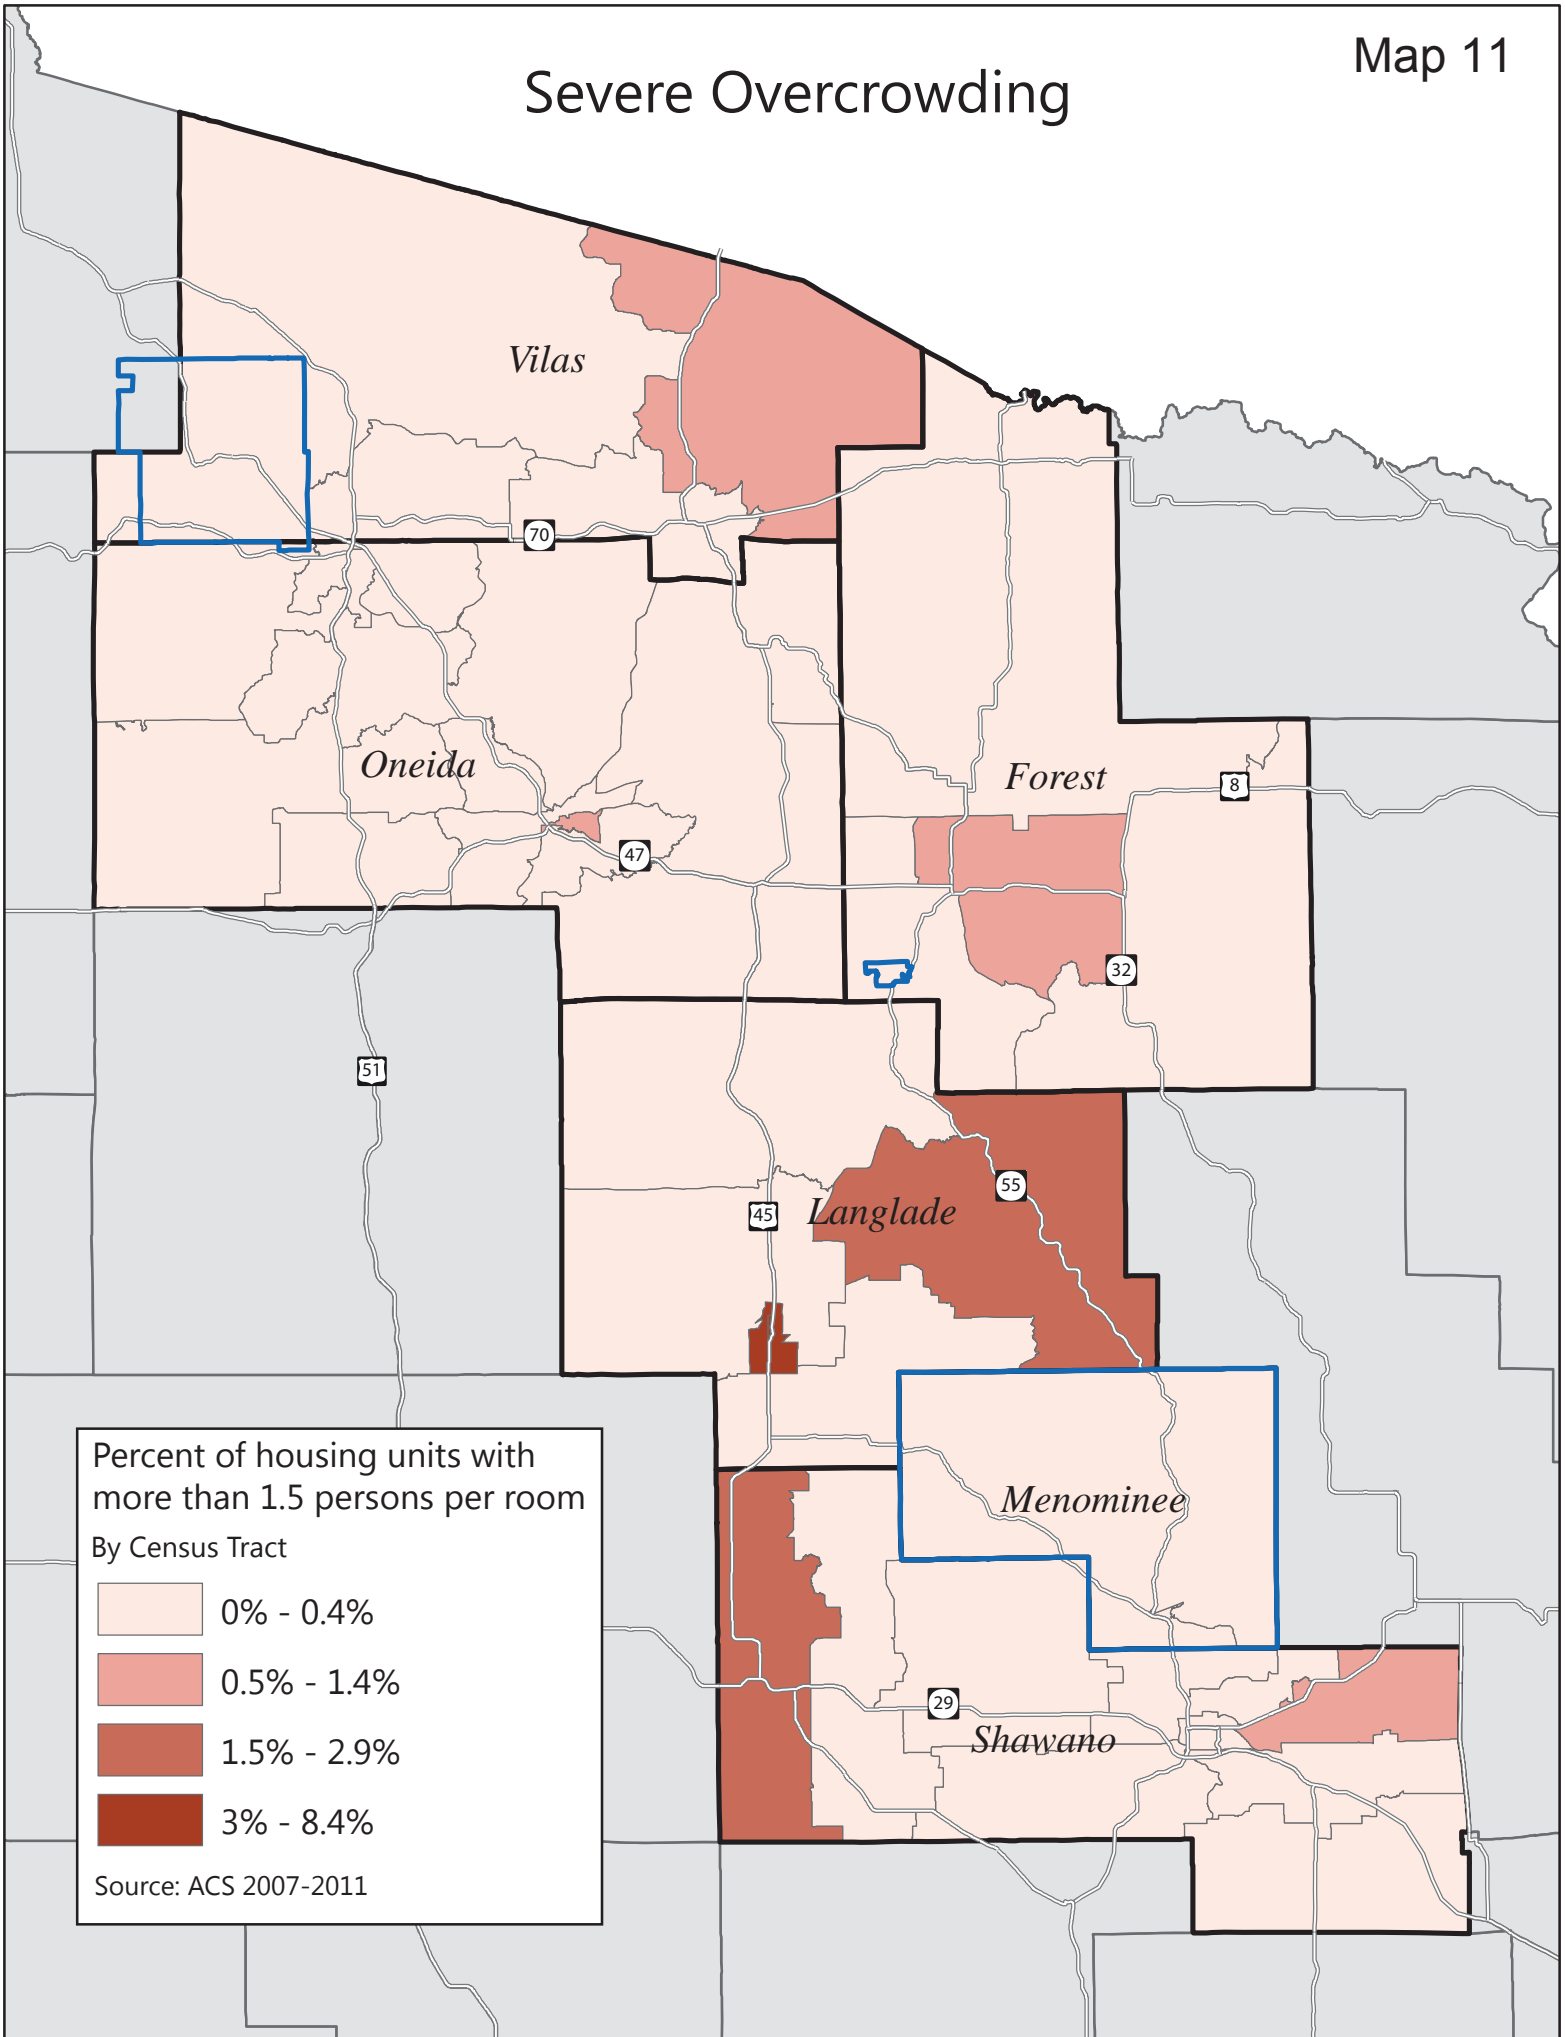 Map 11
Severe Overcrowding
Vilas
70
Oneida
Forest
8
47
32
51
55
45
Langlade
Menominee
29
Shawano
Percent of housing units with
more than 1.5 persons per room
By Census Tract
0% - 0.4%
0.5% - 1.4%
1.5% - 2.9%
3% - 8.4%
Source: ACS 2007-2011